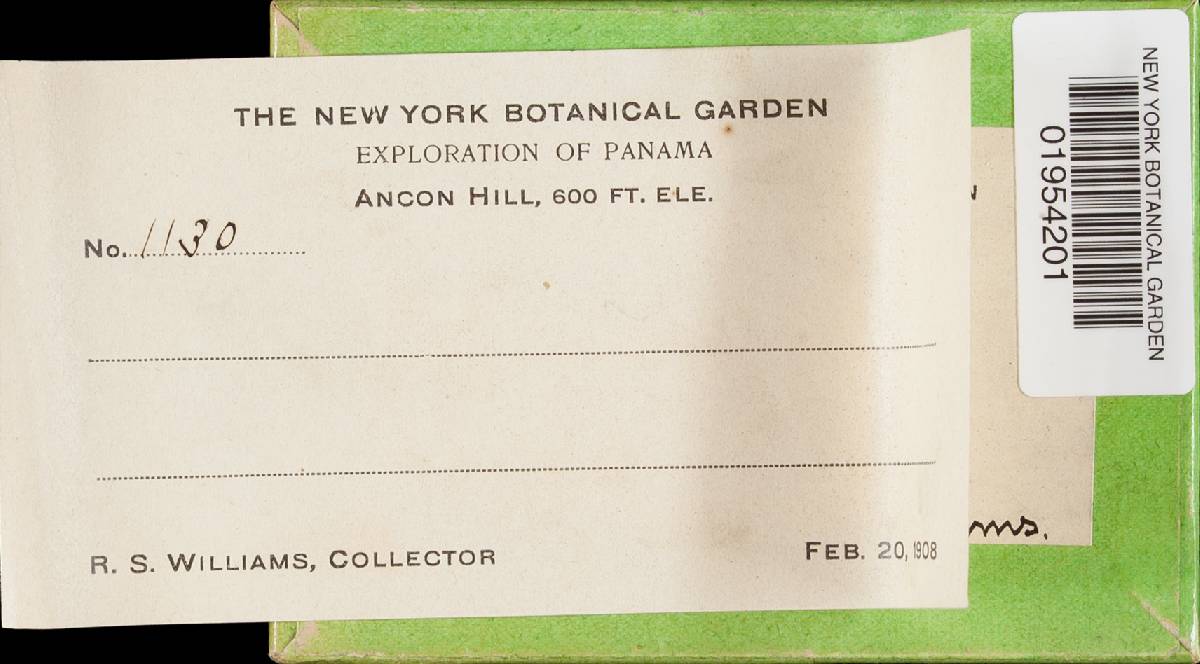 THE NEW YORK BOTANICAL GARDEN
EXPLORATION OF PANAMA
ANCON HILL, 600 FT. ELE.
No. 1130
R. S. WILLIAMS, COLLECTOR
FEB. 20, 1908
NEW YORK BOTANICAL GARDEN
01954201